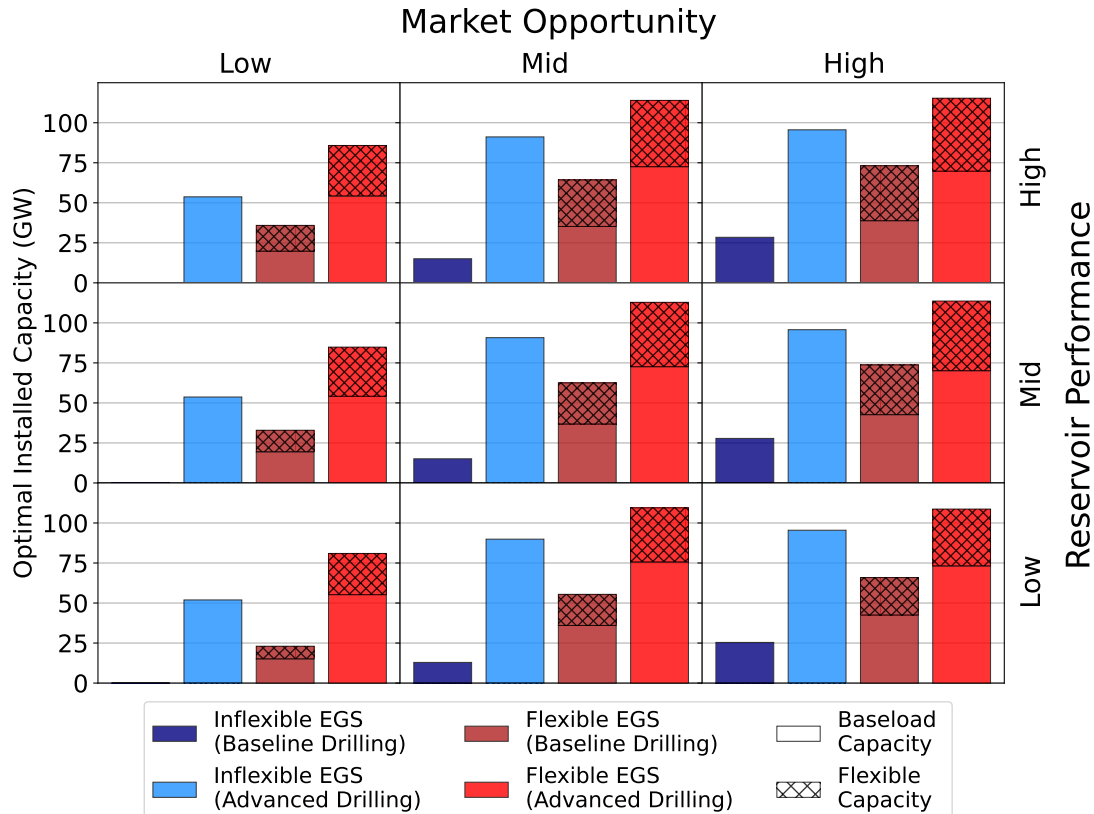 Market Opportunity
Low Mid High
Optimal Installed Capacity (GW)
100
75
50
25
0
High
100
75
50
25
0
Mid
100
75
50
25
0
Low
Reservoir Performance
Inflexible EGS
(Baseline Drilling)
Inflexible EGS
(Advanced Drilling)
Flexible EGS
(Baseline Drilling)
Flexible EGS
(Advanced Drilling)
Baseload
Capacity
Flexible
Capacity